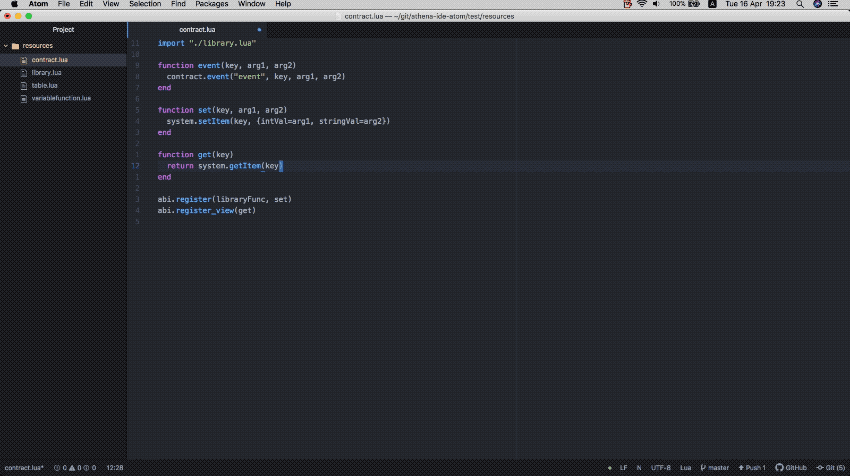 Atom File Edit View Selection Find Packages Window Help 100% Tue 16 Apr 19:23
contract.lua — ~/git/athena-ide-atom/test/resources
Project
contract.lua
resources
contract.lua
library.lua
table.lua
variablefunction.lua
11 import "./library.lua"
10
9 function event(key, arg1, arg2)
8 contract.event("event", key, arg1, arg2)
7 end
6
5 function set(key, arg1, arg2)
4 system.setItem(key, {intVal=arg1, stringVal=arg2})
3 end
2
1 function get(key)
12 return system.getItem(key)
1 end
2
3 abi.register(libraryFunc, set)
4 abi.register_view(get)
5
contract.lua* 0 0 0 12:28 LF N UTF-8 Lua master Push 1 GitHub Git (5)